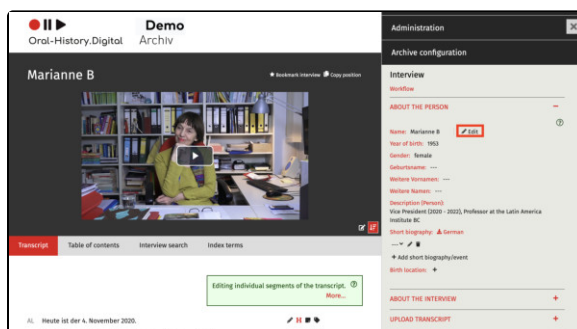 Oral-History.Digital
Demo
Archiv
Marianne B
Bookmark interview Copy position
Transcript Table of contents Interview search Index terms
Editing individual segments of the transcript.
More...
AL Heute ist der 4. November 2020.
Administration
Archive configuration
Interview
Workflow
ABOUT THE PERSON
Name: Marianne B Edit
Year of birth: 1953
Gender: female
Geburtsname: ---
Weitere Vornamen: ---
Weitere Namen: ---
Description (Person):
Vice President (2020 - 2022), Professor at the Latin America
Institute BC
Short biography: German
---
+ Add short biography/event
Birth location: +
ABOUT THE INTERVIEW +
UPLOAD TRANSCRIPT +